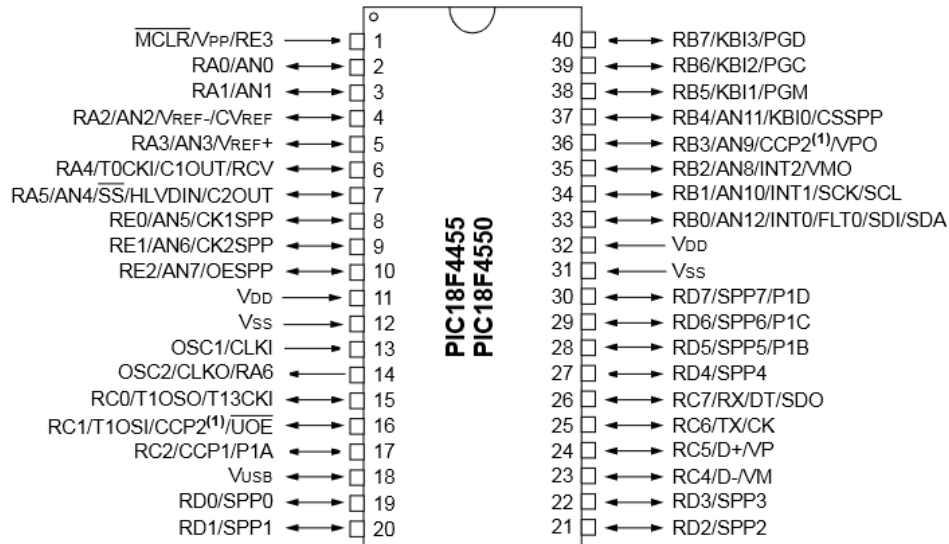 MCLR/VPP/RE3
1
RA0/AN0
2
RA1/AN1
3
RA2/AN2/VREF-/CVREF
4
RA3/AN3/VREF+
5
RA4/T0CKI/C1OUT/RCV
6
RA5/AN4/SS/HLVDIN/C2OUT
7
RE0/AN5/CK1SPP
8
RE1/AN6/CK2SPP
9
RE2/AN7/OESPP
10
VDD
11
VSS
12
OSC1/CLKI
13
OSC2/CLKO/RA6
14
RC0/T1OSO/T13CKI
15
RC1/T1OSI/CCP2(1)/UOE
16
RC2/CCP1/P1A
17
VUSB
18
RD0/SPP0
19
RD1/SPP1
20
PIC18F4455
PIC18F4550
40
RB7/KBI3/PGD
39
RB6/KBI2/PGC
38
RB5/KBI1/PGM
37
RB4/AN11/KBI0/CSSPP
36
RB3/AN9/CCP2(1)/VPO
35
RB2/AN8/INT2/VMO
34
RB1/AN10/INT1/SCK/SCL
33
RB0/AN12/INT0/FLT0/SDI/SDA
32
VDD
31
VSS
30
RD7/SPP7/P1D
29
RD6/SPP6/P1C
28
RD5/SPP5/P1B
27
RD4/SPP4
26
RC7/RX/DT/SDO
25
RC6/TX/CK
24
RC5/D+/VP
23
RC4/D-/VM
22
RD3/SPP3
21
RD2/SPP2